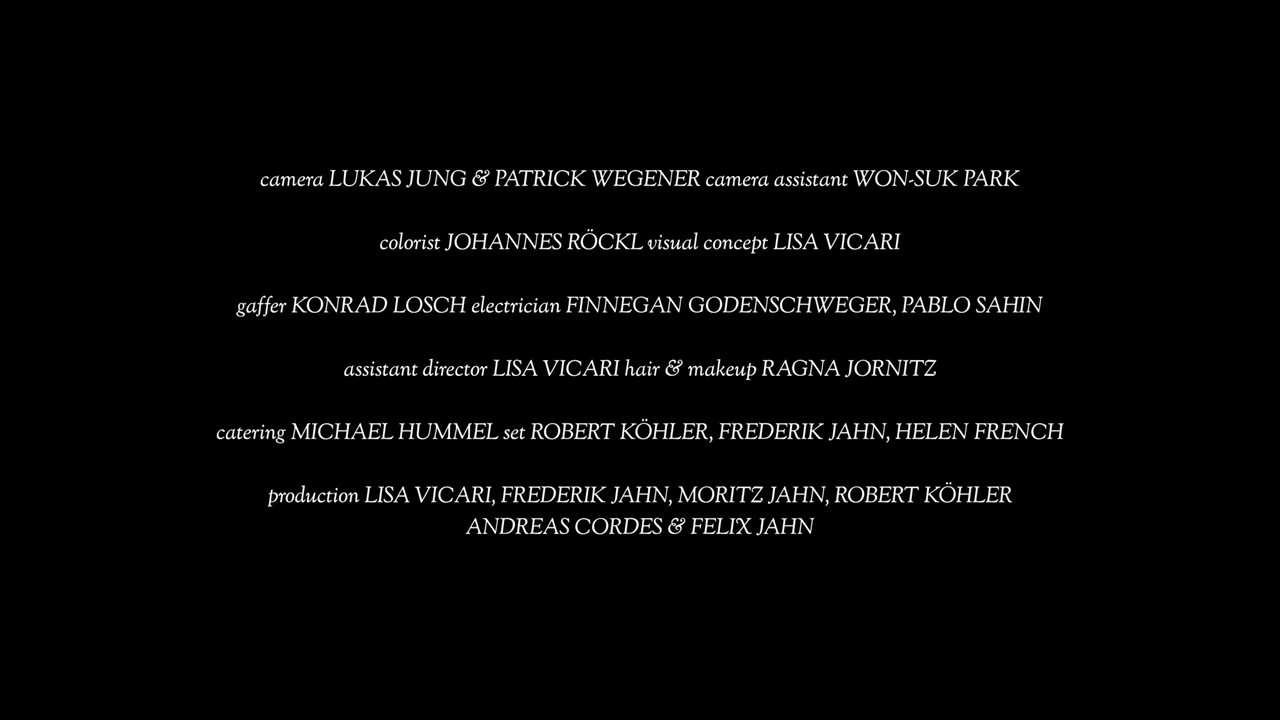 camera LUKAS JUNG & PATRICK WEGENER camera assistant WON-SUK PARK
colorist JOHANNES RÖCKL visual concept LISA VICARI
gaffer KONRAD LOSCH electrician FINNEGAN GODENSCHWEGER, PABLO SAHIN
assistant director LISA VICARI hair & makeup RAGNA JORNITZ
catering MICHAEL HUMMEL set ROBERT KÖHLER, FREDERIK JAHN, HELEN FRENCH
production LISA VICARI, FREDERIK JAHN, MORITZ JAHN, ROBERT KÖHLER
ANDREAS CORDES & FELIX JAHN